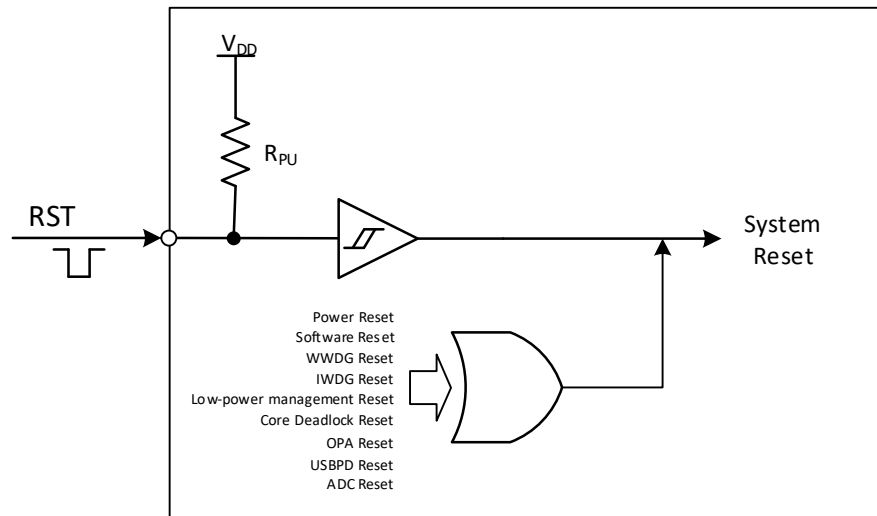 VDD
RPU
RST
System
Reset
Power Reset
Software Reset
WWDG Reset
IWDG Reset
Low-power management Reset
Core Deadlock Reset
OPA Reset
USBPD Reset
ADC Reset